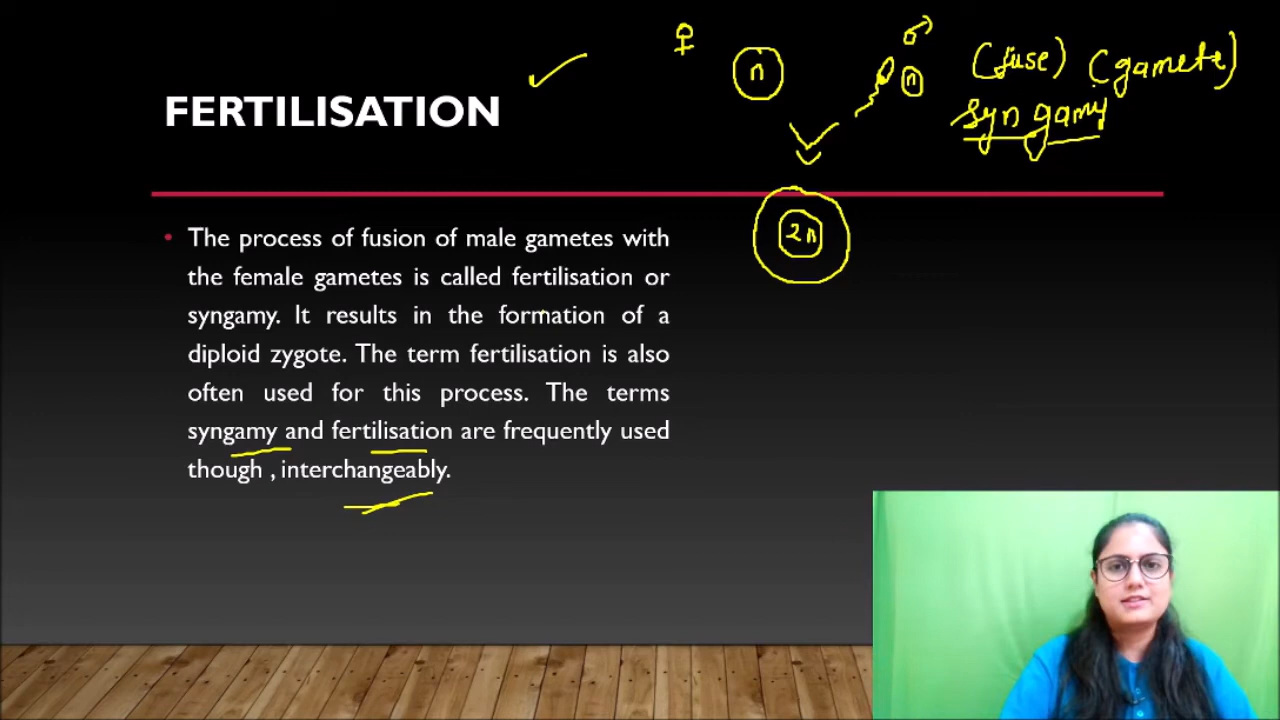 ♀ n n ♂ (fuse) (gamete)
syngamy
FERTILISATION
2n
• The process of fusion of male gametes with
the female gametes is called fertilisation or
syngamy. It results in the formation of a
diploid zygote. The term fertilisation is also
often used for this process. The terms
syngamy and fertilisation are frequently used
though , interchangeably.